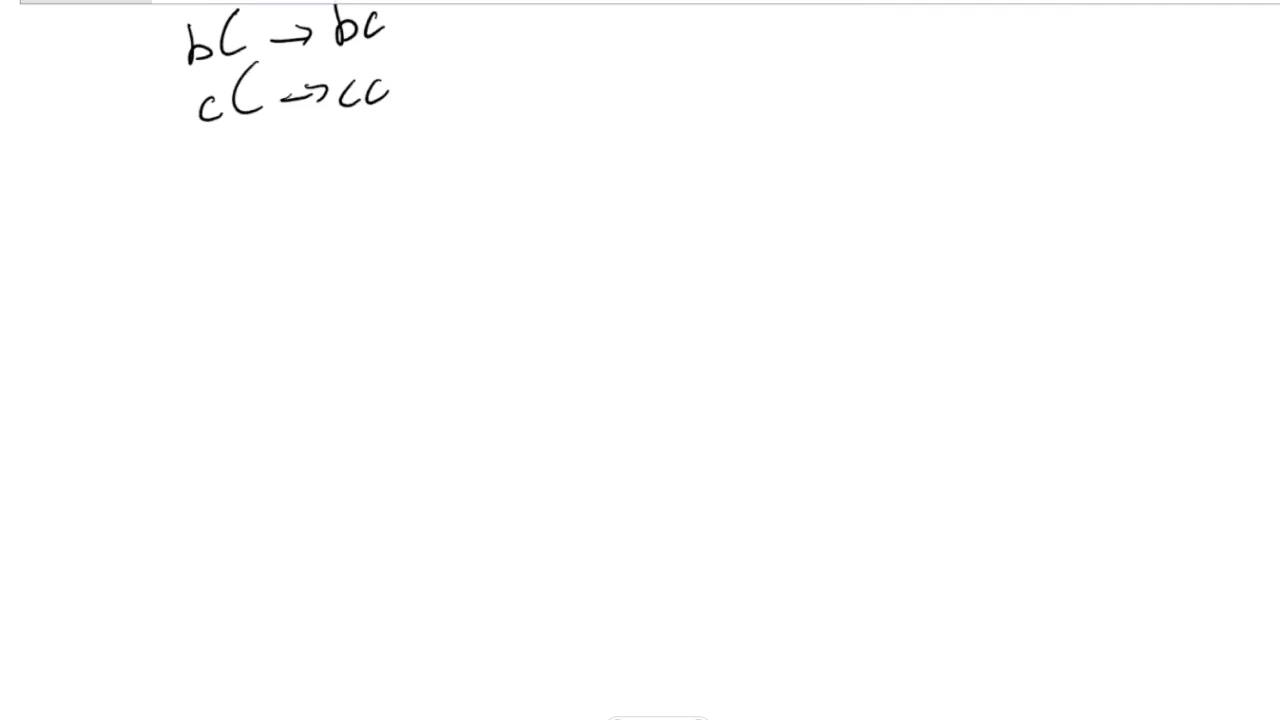 bC → bc
cC → cc